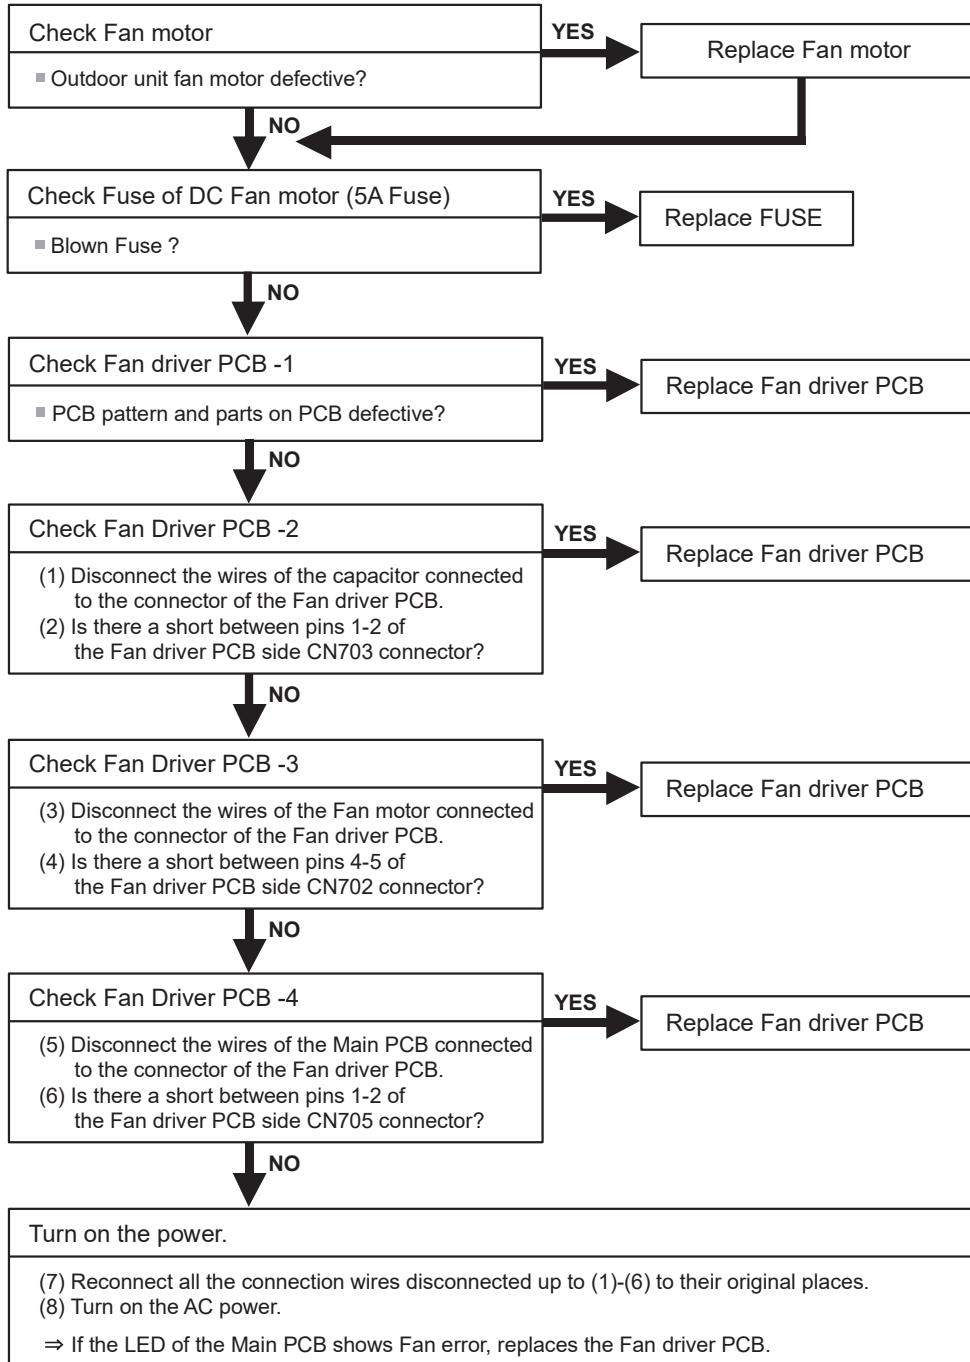 Check Fan motor
YES
Replace Fan motor
■ Outdoor unit fan motor defective?
NO
Check Fuse of DC Fan motor (5A Fuse)
YES
Replace FUSE
■ Blown Fuse ?
NO
Check Fan driver PCB -1
YES
Replace Fan driver PCB
■ PCB pattern and parts on PCB defective?
NO
Check Fan Driver PCB -2
YES
Replace Fan driver PCB
(1) Disconnect the wires of the capacitor connected
to the connector of the Fan driver PCB.
(2) Is there a short between pins 1-2 of
the Fan driver PCB side CN703 connector?
NO
Check Fan Driver PCB -3
YES
Replace Fan driver PCB
(3) Disconnect the wires of the Fan motor connected
to the connector of the Fan driver PCB.
(4) Is there a short between pins 4-5 of
the Fan driver PCB side CN702 connector?
NO
Check Fan Driver PCB -4
YES
Replace Fan driver PCB
(5) Disconnect the wires of the Main PCB connected
to the connector of the Fan driver PCB.
(6) Is there a short between pins 1-2 of
the Fan driver PCB side CN705 connector?
NO
Turn on the power.
(7) Reconnect all the connection wires disconnected up to (1)-(6) to their original places.
(8) Turn on the AC power.
⇒ If the LED of the Main PCB shows Fan error, replaces the Fan driver PCB.